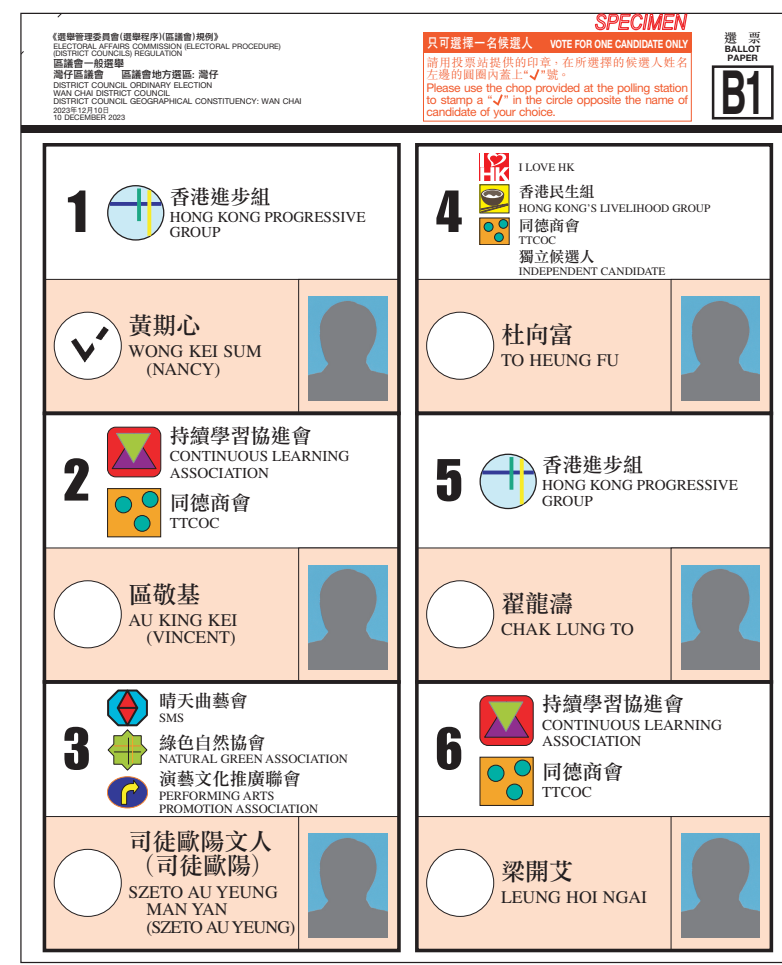 《選舉管理委員會(選舉程序)(區議會)規例》
ELECTORAL AFFAIRS COMMISSION (ELECTORAL PROCEDURE)
(DISTRICT COUNCILS) REGULATION
區議會一般選舉
灣仔區議會 區議會地方選區: 灣仔
DISTRICT COUNCIL ORDINARY ELECTION
WAN CHAI DISTRICT COUNCIL
DISTRICT COUNCIL GEOGRAPHICAL CONSTITUENCY: WAN CHAI
2023年12月10日
10 DECEMBER 2023
SPECIMEN
只可選擇一名候選人 VOTE FOR ONE CANDIDATE ONLY
請用投票站提供的印章，在所選擇的候選人姓名
左邊的圓圈內蓋上“✓”號。
Please use the chop provided at the polling station
to stamp a “✓” in the circle opposite the name of
candidate of your choice.
選票
BALLOT
PAPER
B1
1
香港進步組
HONG KONG PROGRESSIVE
GROUP
黃期心
WONG KEI SUM
(NANCY)
2
持續學習協進會
CONTINUOUS LEARNING
ASSOCIATION
同德商會
TTCOC
區敬基
AU KING KEI
(VINCENT)
3
晴天曲藝會
SMS
綠色自然協會
NATURAL GREEN ASSOCIATION
演藝文化推廣聯會
PERFORMING ARTS
PROMOTION ASSOCIATION
司徒歐陽文人
(司徒歐陽)
SZETO AU YEUNG
MAN YAN
(SZETO AU YEUNG)
4
HK
I LOVE HK
香港民生組
HONG KONG'S LIVELIHOOD GROUP
同德商會
TTCOC
獨立候選人
INDEPENDENT CANDIDATE
杜向富
TO HEUNG FU
5
香港進步組
HONG KONG PROGRESSIVE
GROUP
翟龍濤
CHAK LUNG TO
6
持續學習協進會
CONTINUOUS LEARNING
ASSOCIATION
同德商會
TTCOC
梁開艾
LEUNG HOI NGAI